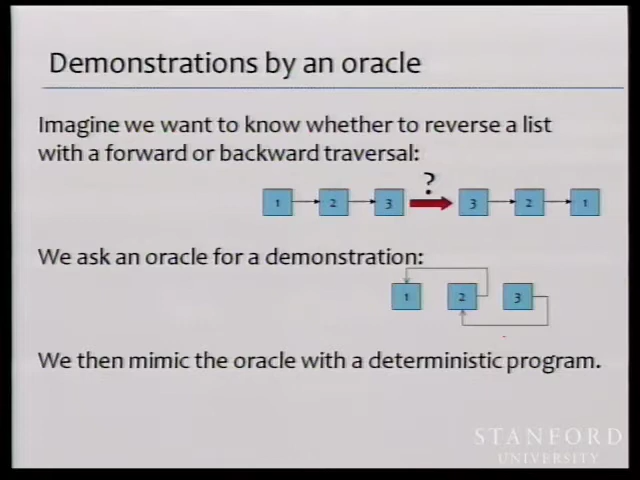 Demonstrations by an oracle
Imagine we want to know whether to reverse a list
with a forward or backward traversal:
?
1 2 3 3 2 1
We ask an oracle for a demonstration:
1 2 3
We then mimic the oracle with a deterministic program.
STANFORD
UNIVERSITY